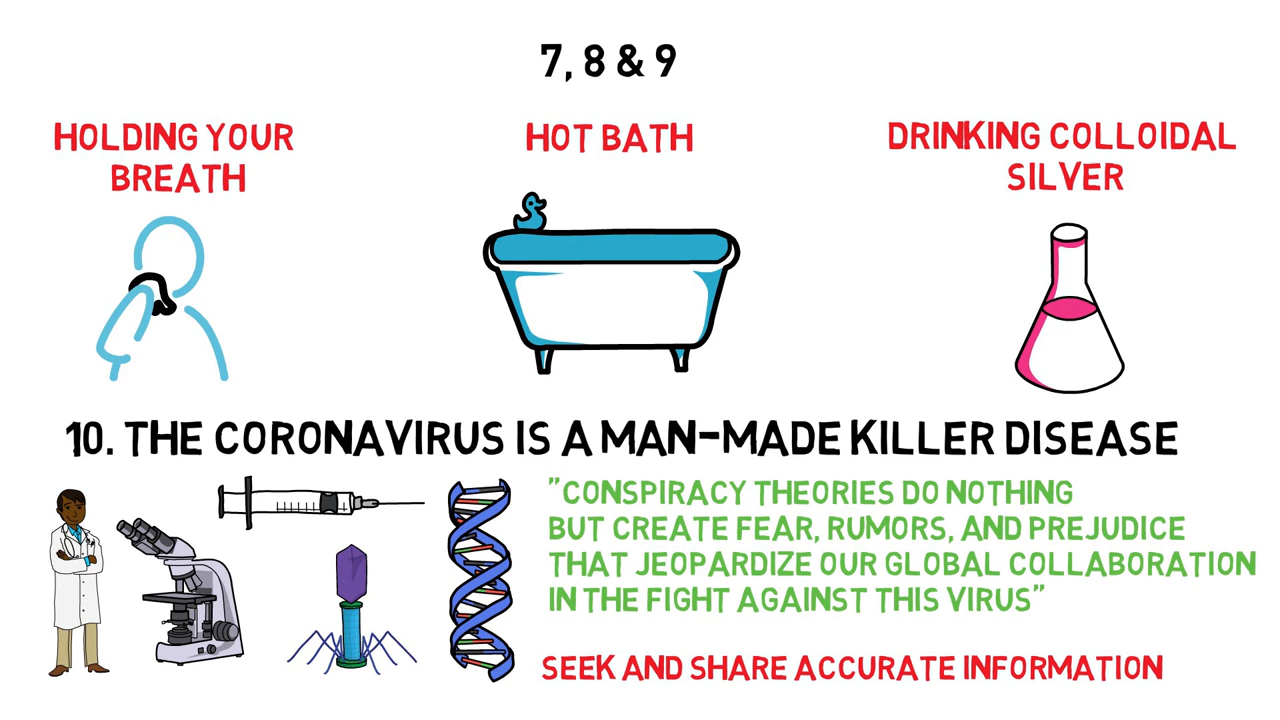 7, 8 & 9
HOLDING YOUR
BREATH
HOT BATH
DRINKING COLLOIDAL
SILVER
10. THE CORONAVIRUS IS A MAN-MADE KILLER DISEASE
"CONSPIRACY THEORIES DO NOTHING
BUT CREATE FEAR, RUMORS, AND PREJUDICE
THAT JEOPARDIZE OUR GLOBAL COLLABORATION
IN THE FIGHT AGAINST THIS VIRUS"
SEEK AND SHARE ACCURATE INFORMATION